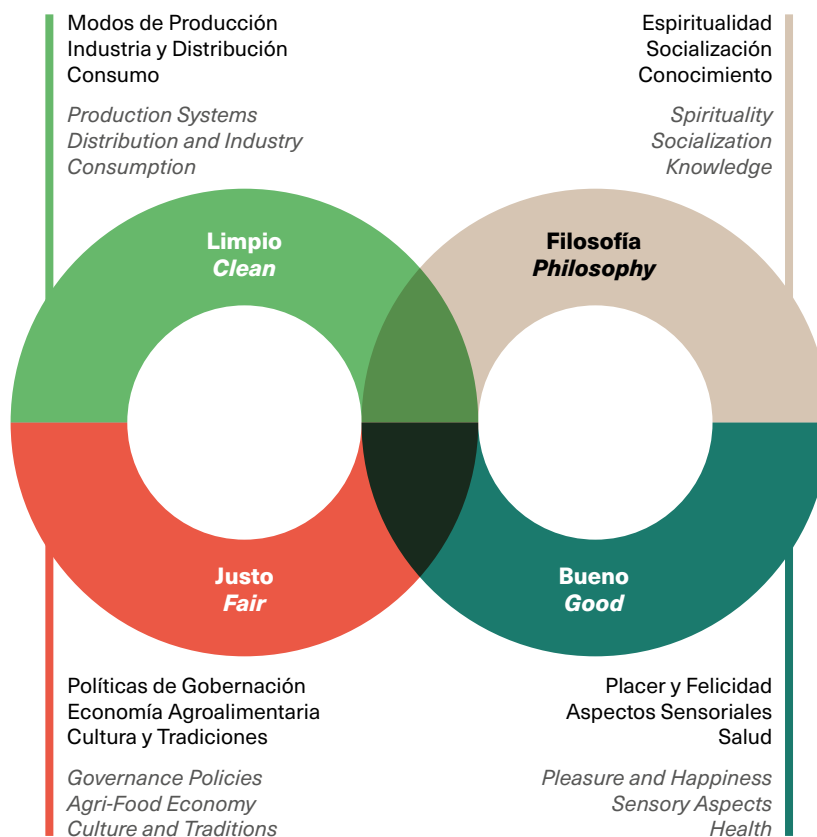 Modos de Producción
Industria y Distribución
Consumo
Production Systems
Distribution and Industry
Consumption
Espiritualidad
Socialización
Conocimiento
Spirituality
Socialization
Knowledge
Limpio
Clean
Filosofía
Philosophy
Justo
Fair
Bueno
Good
Políticas de Gobernación
Economía Agroalimentaria
Cultura y Tradiciones
Governance Policies
Agri-Food Economy
Culture and Traditions
Placer y Felicidad
Aspectos Sensoriales
Salud
Pleasure and Happiness
Sensory Aspects
Health